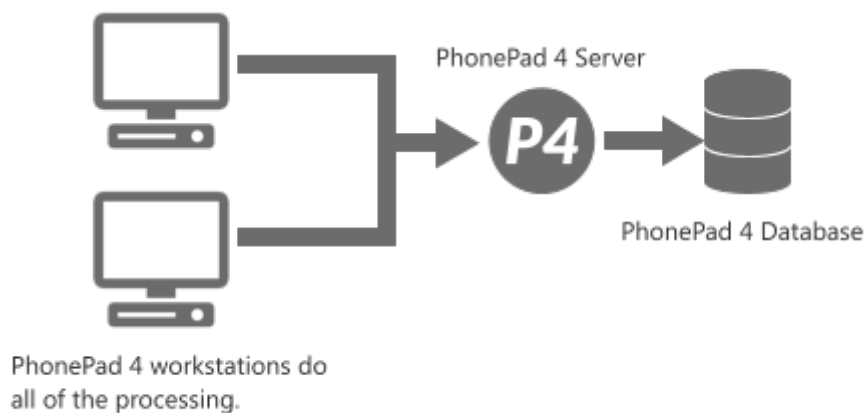 PhonePad 4 Server
P4
PhonePad 4 Database
PhonePad 4 workstations do
all of the processing.